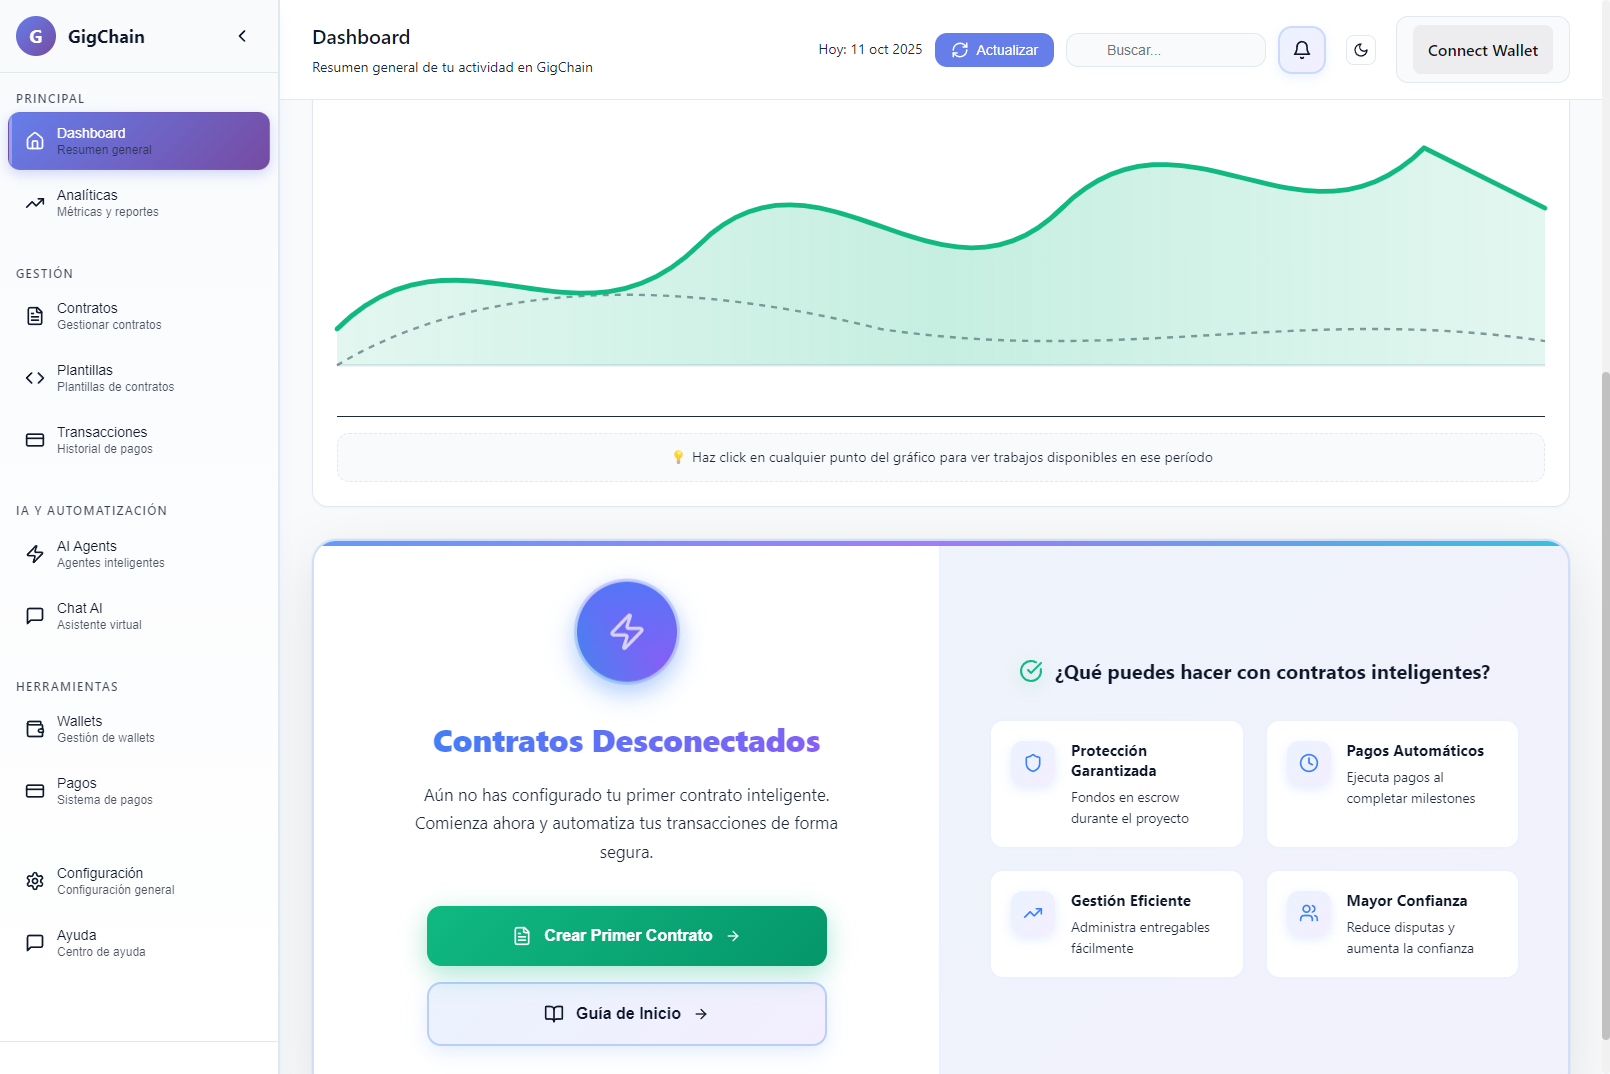 G
GigChain
PRINCIPAL
Dashboard
Resumen general
Analíticas
Métricas y reportes
GESTIÓN
Contratos
Gestionar contratos
Plantillas
Plantillas de contratos
Transacciones
Historial de pagos
IA Y AUTOMATIZACIÓN
AI Agents
Agentes inteligentes
Chat AI
Asistente virtual
HERRAMIENTAS
Wallets
Gestión de wallets
Pagos
Sistema de pagos
Configuración
Configuración general
Ayuda
Centro de ayuda
Dashboard
Resumen general de tu actividad en GigChain
Hoy: 11 oct 2025
Actualizar
Buscar...
Connect Wallet
Haz click en cualquier punto del gráfico para ver trabajos disponibles en ese período
Contratos Desconectados
Aún no has configurado tu primer contrato inteligente.
Comienza ahora y automatiza tus transacciones de forma
segura.
Crear Primer Contrato
Guía de Inicio
¿Qué puedes hacer con contratos inteligentes?
Protección
Garantizada
Fondos en escrow
durante el proyecto
Pagos Automáticos
Ejecuta pagos al
completar milestones
Gestión Eficiente
Administra entregables
fácilmente
Mayor Confianza
Reduce disputas y
aumenta la confianza